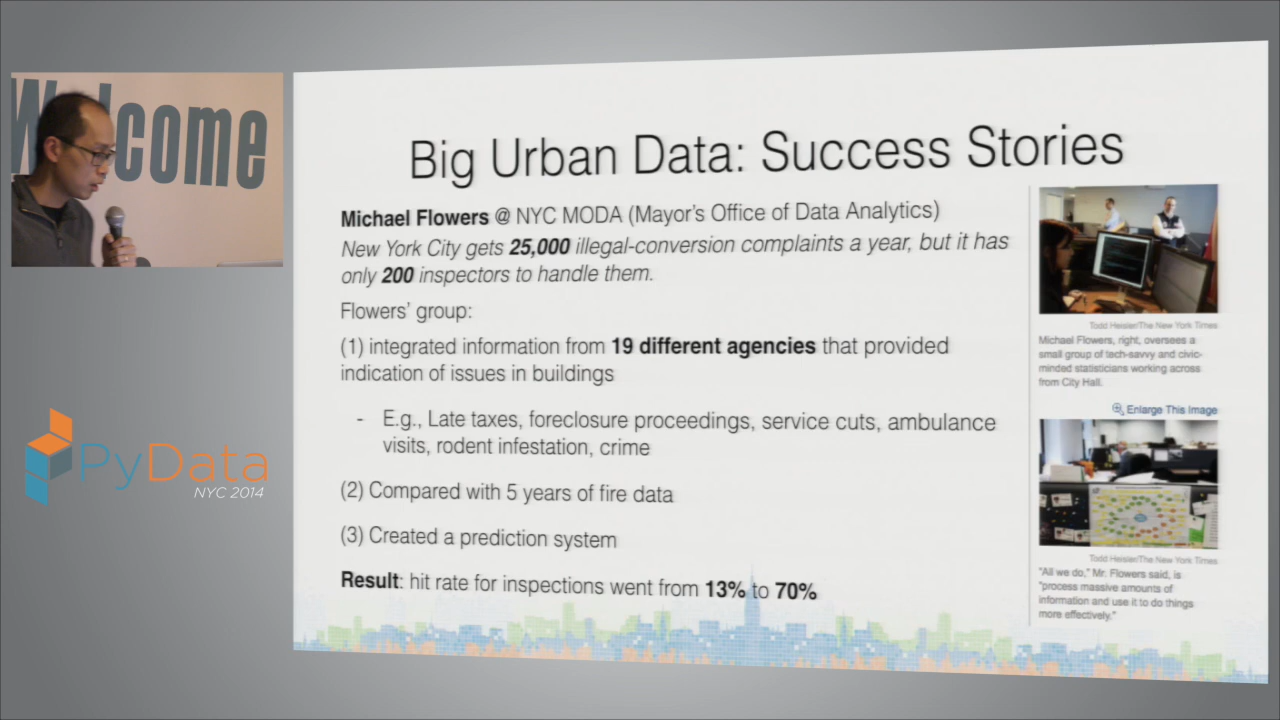 Welcome
PyData
NYC 2014
Big Urban Data: Success Stories
Michael Flowers @ NYC MODA (Mayor's Office of Data Analytics)
New York City gets 25,000 illegal-conversion complaints a year, but it has
only 200 inspectors to handle them.
Flowers' group:
(1) integrated information from 19 different agencies that provided
indication of issues in buildings
- E.g., Late taxes, foreclosure proceedings, service cuts, ambulance
visits, rodent infestation, crime
(2) Compared with 5 years of fire data
(3) Created a prediction system
Result: hit rate for inspections went from 13% to 70%
Todd Heisler/The New York Times
Michael Flowers, right, oversees a
small group of tech-savvy and civic-
minded statisticians working across
from City Hall.
Enlarge This Image
Todd Heisler/The New York Times
"All we do," Mr. Flowers said, is
"process massive amounts of
information and use it to do things
more effectively."